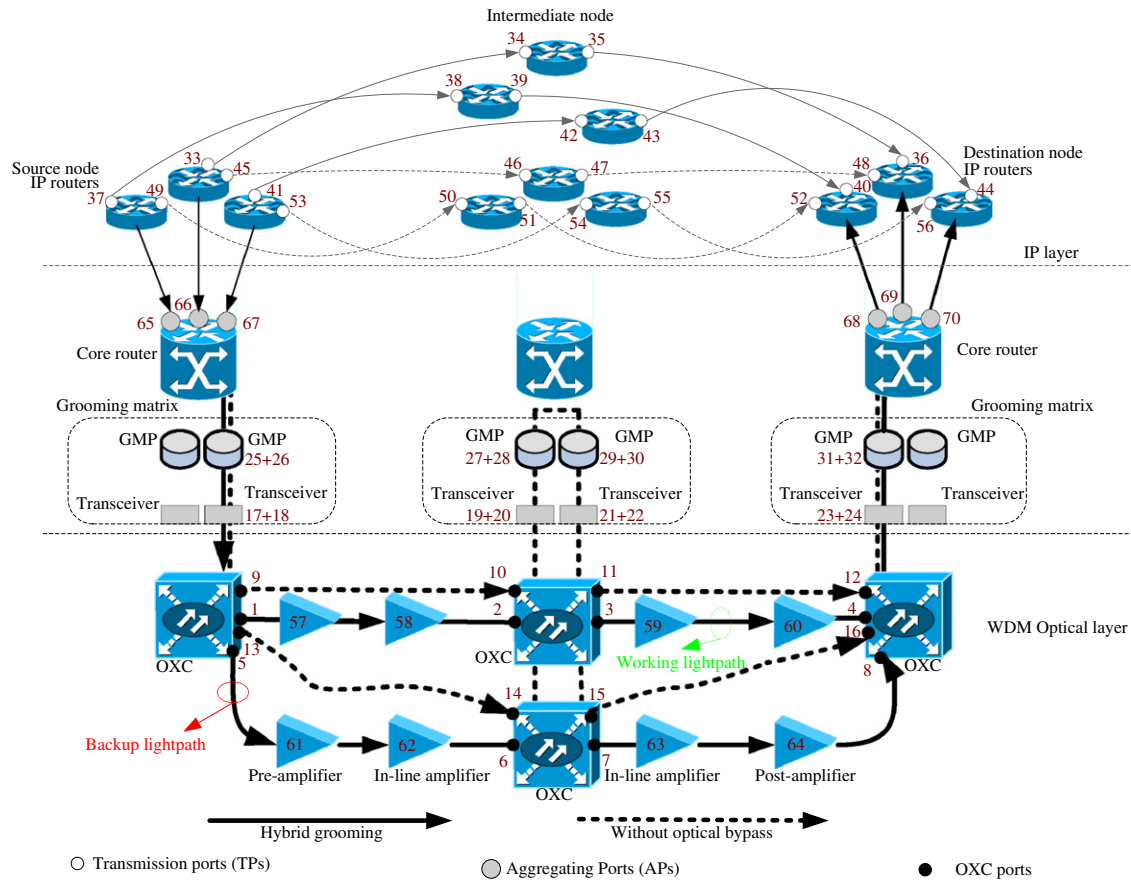 Intermediate node
34
35
38
39
42
43
Source node
IP routers
33
45
46
47
48
36
Destination node
IP routers
37
49
41
53
50
51
54
55
52
40
44
56
IP layer
66
65
67
69
68
70
Core router
Core router
Grooming matrix
Grooming matrix
GMP
GMP
25+26
GMP
27+28
GMP
29+30
GMP
31+32
GMP
Transceiver
Transceiver
17+18
Transceiver
19+20
Transceiver
21+22
Transceiver
23+24
Transceiver
9
10
11
12
1
57
58
2
3
59
60
4
16
13
5
OXC
OXC
Working lightpath
8
OXC
WDM Optical layer
14
15
Backup lightpath
61
62
6
7
63
64
Pre-amplifier
In-line amplifier
In-line amplifier
Post-amplifier
OXC
Hybrid grooming
Without optical bypass
Transmission ports (TPs)
Aggregating Ports (APs)
OXC ports